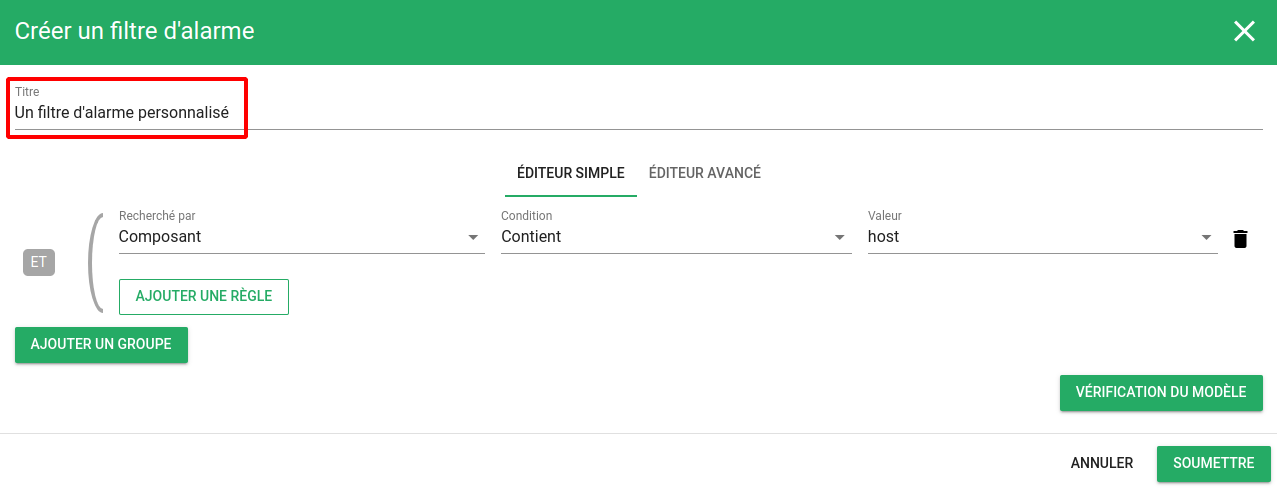 Créer un filtre d'alarme
Titre
Un filtre d'alarme personnalisé
ÉDITEUR SIMPLE ÉDITEUR AVANCÉ
Recherché par Condition Valeur
Composant Contient host
ET
AJOUTER UNE RÈGLE
AJOUTER UN GROUPE
VÉRIFICATION DU MODÈLE
ANNULER SOUMETTRE